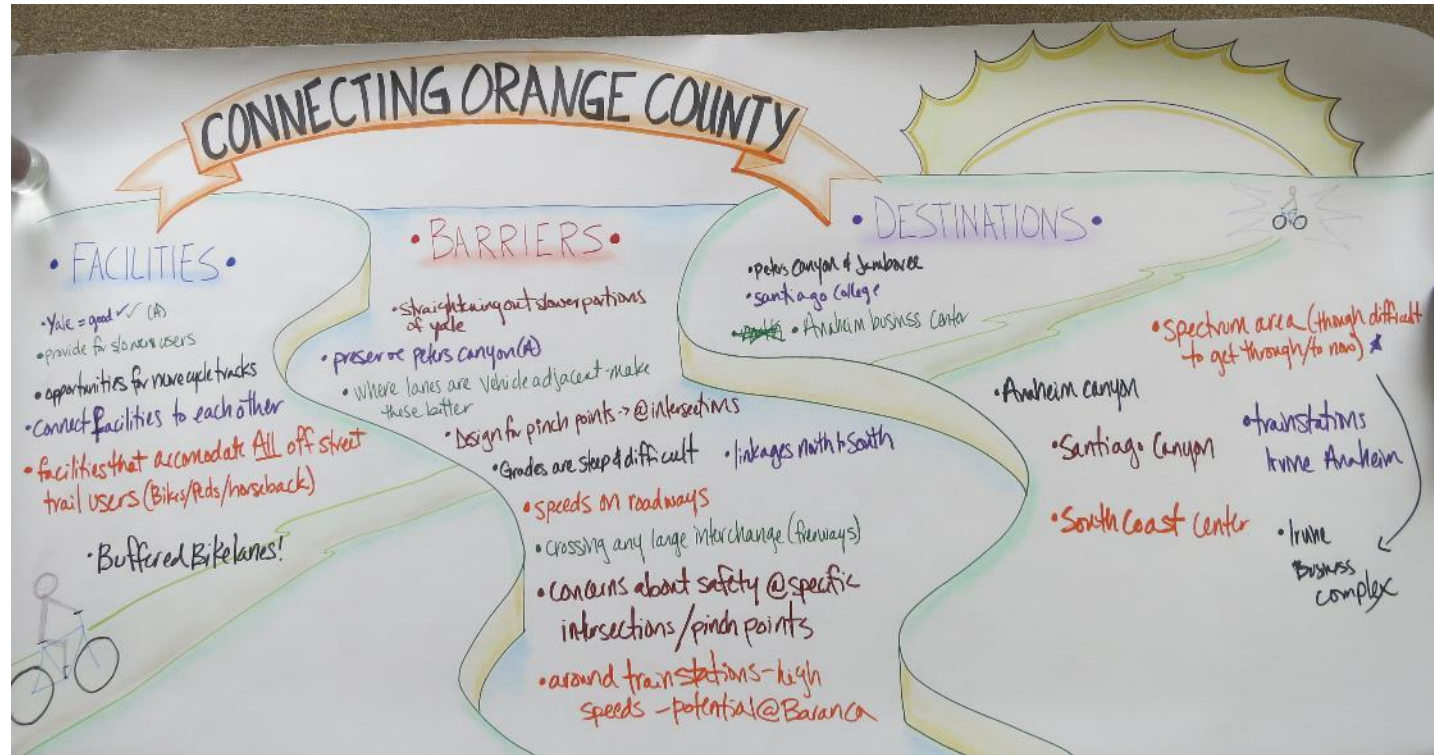 CONNECTING ORANGE COUNTY
• FACILITIES •
• Yale = good ✓✓ (A)
• provide for slower users
• opportunities for more cycle tracks
• Connect facilities to each other
• facilities that accomodate All off street
trail users (Bikes/Peds/horseback)
• Buffered Bikelanes!
• BARRIERS •
• Straightening out slower portions
of yale
• preserve peters canyon (A)
• where lanes are vehicle adjacent - make
these better
• Design for pinch points -> @ intersections
• Grades are steep & difficult
• linkages north to South
• speeds on roadways
• crossing any large interchange (freeways)
• concerns about safety @ specific
intersections/pinch points
• around train stations - high
speeds - potential @ Baranca
• DESTINATIONS •
• peters canyon & Jamboree
• santiago College
• Anaheim business center
• spectrum area (though difficult
to get through/to now) ★
• Anaheim canyon
• Santiago Canyon
• trainstations
Irvine Anaheim
• South Coast Center
• Irvine
Business
complex